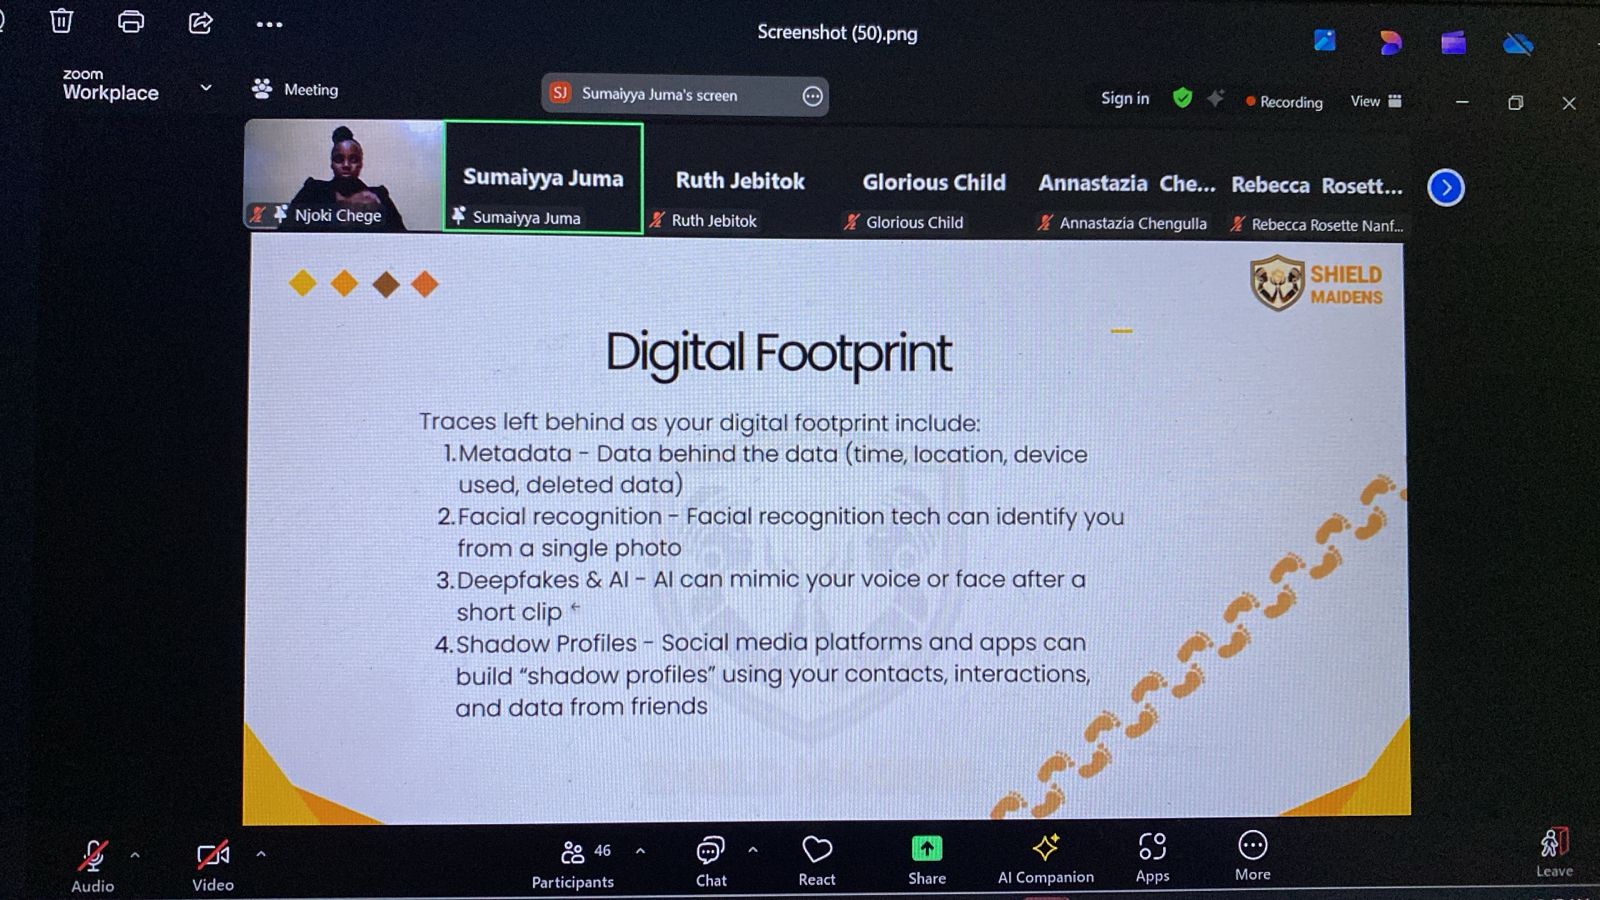 Screenshot (50).png
zoom
Workplace
Meeting
SJ Sumaiyya Juma's screen
Sign in
Recording
View
Njoki Chege
Sumaiyya Juma
Sumaiyya Juma
Ruth Jebitok
Ruth Jebitok
Glorious Child
Glorious Child
Annastazia Che...
Annastazia Chengulla
Rebecca Rosett...
Rebecca Rosette Nanf...
SHIELD
MAIDENS
Digital Footprint
Traces left behind as your digital footprint include:
1. Metadata - Data behind the data (time, location, device
used, deleted data)
2. Facial recognition - Facial recognition tech can identify you
from a single photo
3. Deepfakes & AI - AI can mimic your voice or face after a
short clip
4. Shadow Profiles - Social media platforms and apps can
build “shadow profiles” using your contacts, interactions,
and data from friends
Audio
Video
46
Participants
Chat
React
Share
AI Companion
Apps
More
Leave